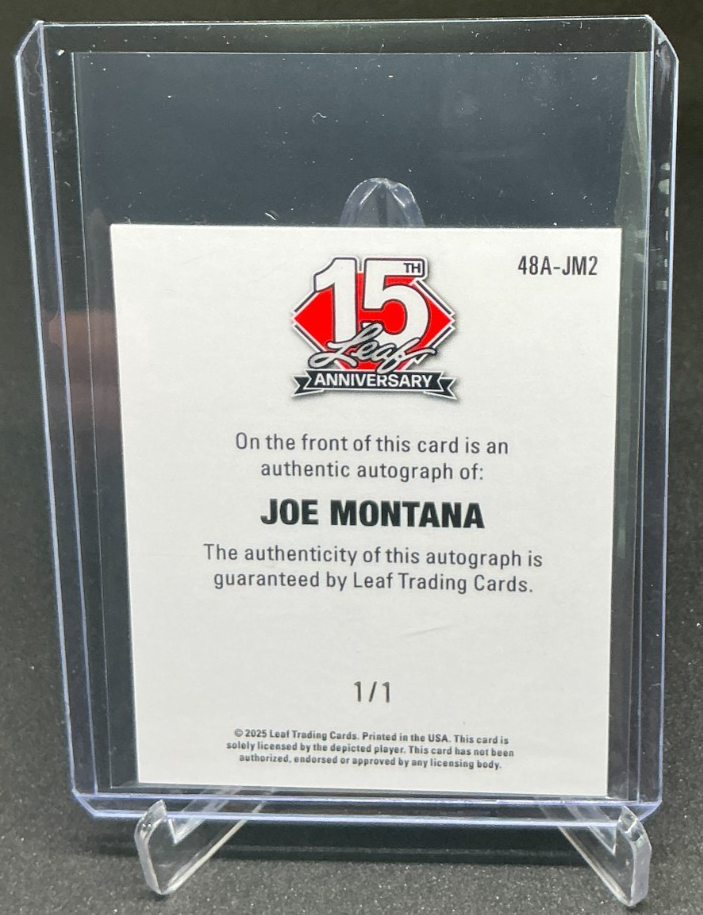 48A-JM2
15TH
Leaf
ANNIVERSARY
On the front of this card is an
authentic autograph of:
JOE MONTANA
The authenticity of this autograph is
guaranteed by Leaf Trading Cards.
1/1
© 2025 Leaf Trading Cards. Printed in the USA. This card is
solely licensed by the depicted player. This card has not been
authorized, endorsed or approved by any licensing body.